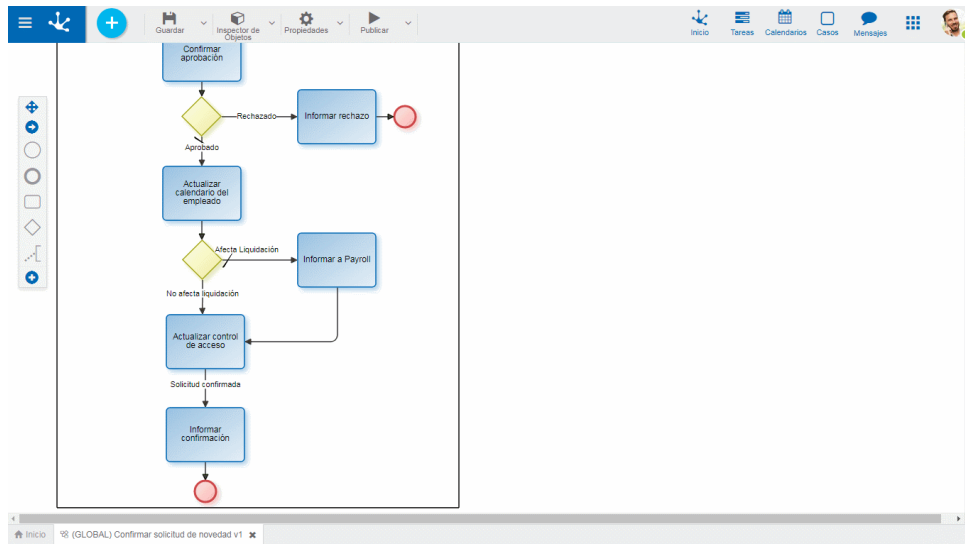 Guardar
Inspector de
Objetos
Propiedades
Publicar
Inicio
Tareas
Calendarios
Casos
Mensajes
Confirmar
aprobación
Rechazado
Informar rechazo
Aprobado
Actualizar
calendario del
empleado
Afecta Liquidación
Informar a Payroll
No afecta liquidación
Actualizar control
de acceso
Solicitud confirmada
Informar
confirmación
Inicio
(GLOBAL) Confirmar solicitud de novedad v1